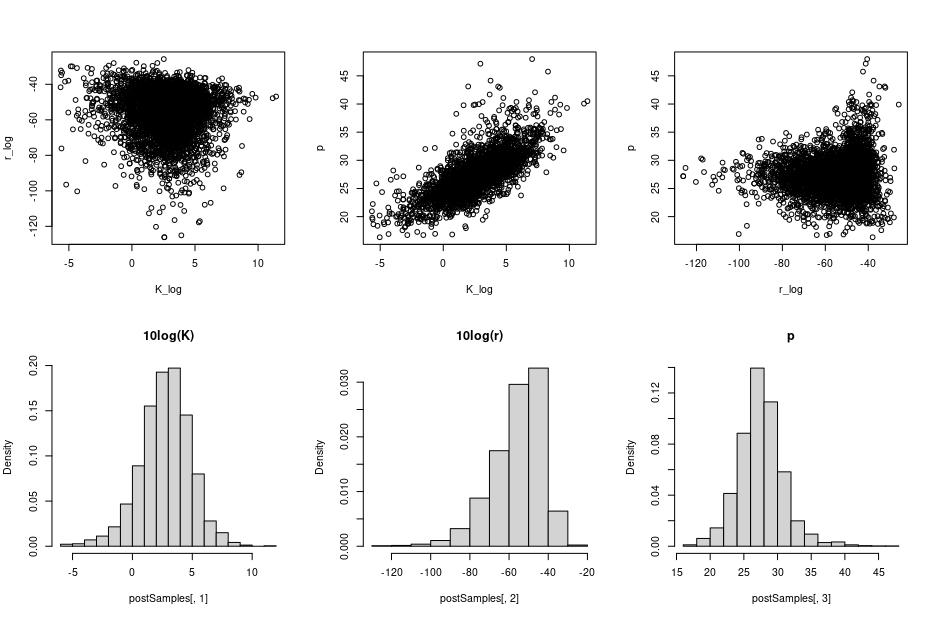 -120 -100 -80 -60 -40
r_log
-5 0 5 10
K_log
20 25 30 35 40 45
p
-5 0 5 10
K_log
20 25 30 35 40 45
p
-120 -100 -80 -60 -40
r_log
10log(K)
0.00 0.05 0.10 0.15 0.20
Density
-5 0 5 10
postSamples[, 1]
10log(r)
0.000 0.010 0.020 0.030
Density
-120 -100 -80 -60 -40 -20
postSamples[, 2]
p
0.00 0.04 0.08 0.12
Density
15 20 25 30 35 40 45
postSamples[, 3]